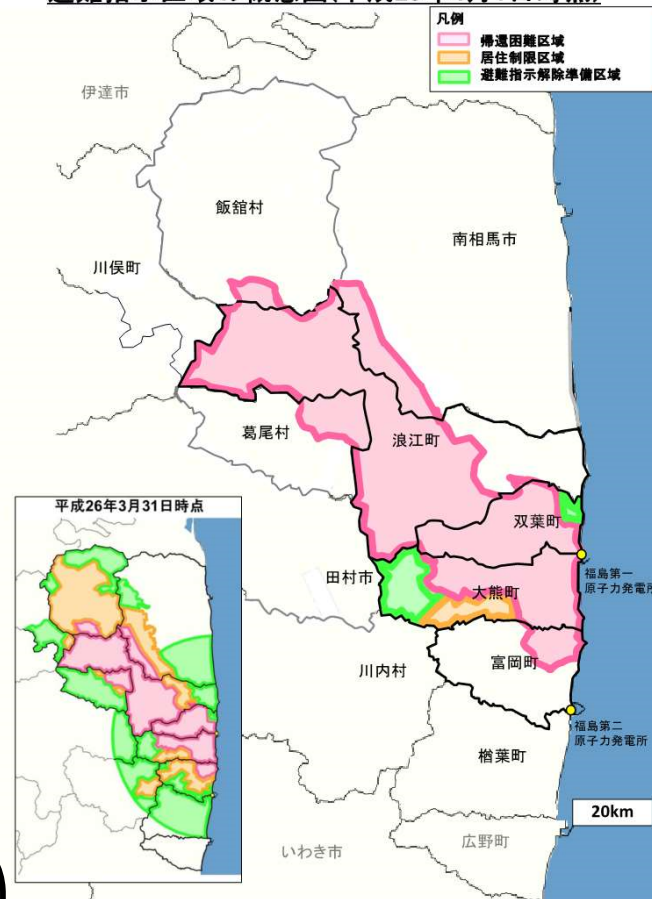 凡例
帰還困難区域
居住制限区域
避難指示解除準備区域
伊達市
飯舘村
南相馬市
川俣町
葛尾村
浪江町
平成26年3月31日時点
双葉町
福島第一
原子力発電所
田村市
大熊町
川内村
富岡町
福島第二
原子力発電所
楢葉町
20km
広野町
いわき市